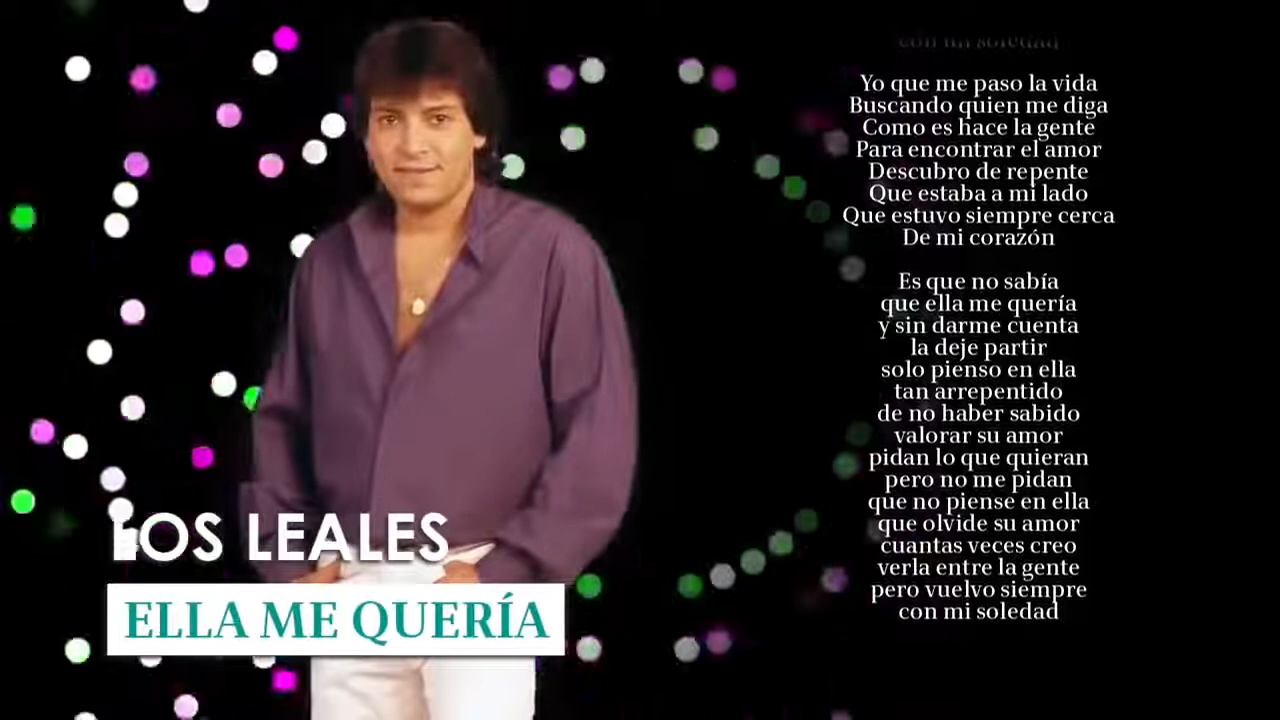 LOS LEALES
ELLA ME QUERÍA
con mi soledad
Yo que me paso la vida
Buscando quien me diga
Como es hace la gente
Para encontrar el amor
Descubro de repente
Que estaba a mi lado
Que estuvo siempre cerca
De mi corazón
Es que no sabía
que ella me quería
y sin darme cuenta
la deje partir
solo pienso en ella
tan arrepentido
de no haber sabido
valorar su amor
pidan lo que quieran
pero no me pidan
que no piense en ella
que olvide su amor
cuantas veces creo
verla entre la gente
pero vuelvo siempre
con mi soledad